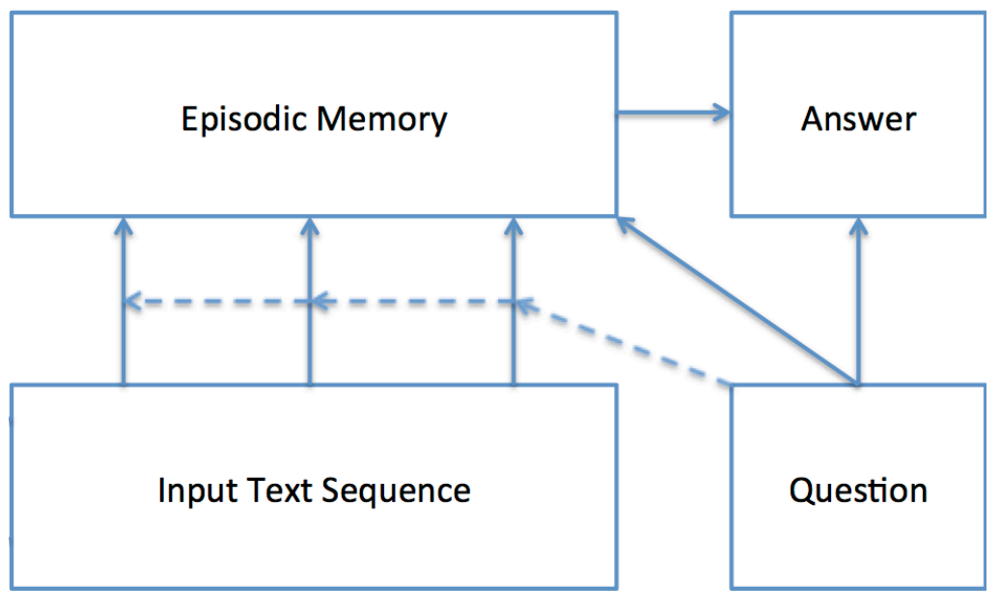 Episodic Memory
Answer
Input Text Sequence
Question